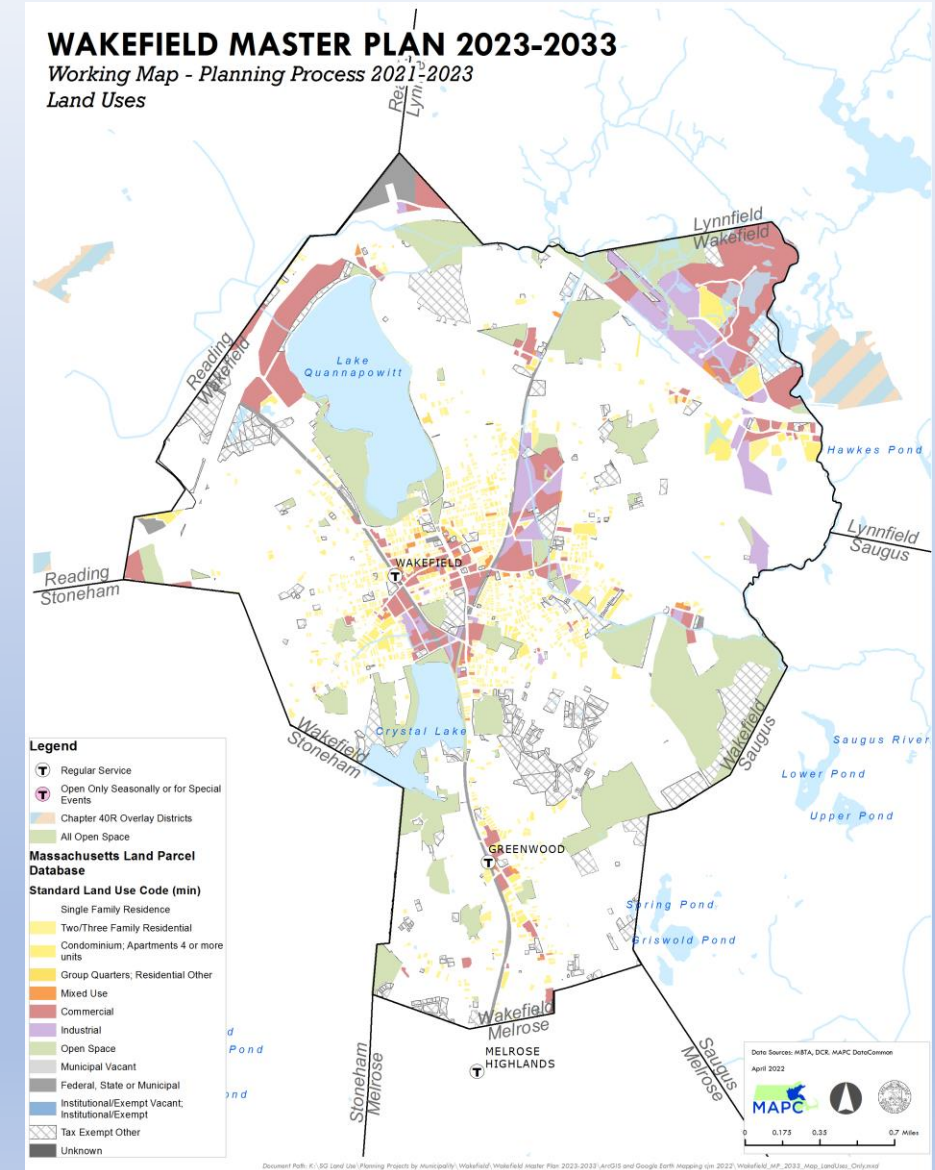 WAKEFIELD MASTER PLAN 2023-2033
Working Map - Planning Process 2021-2023
Land Uses
Lynnfield
Wakefield
Reading
Wakefield
Lake
Quannapowitt
Hawkes Pond
Lynnfield
Saugus
Reading
Stoneham
WAKEFIELD
Wakefield
Stoneham
Crystal Lake
Wakefield
Saugus
Saugus River
Lower Pond
Upper Pond
GREENWOOD
Spring Pond
Griswold Pond
Wakefield
Melrose
MELROSE
HIGHLANDS
Stoneham
Melrose
Saugus
Melrose
Legend
T Regular Service
T Open Only Seasonally or for Special
Events
Chapter 40R Overlay Districts
All Open Space
Massachusetts Land Parcel
Database
Standard Land Use Code (min)
Single Family Residence
Two/Three Family Residential
Condominium; Apartments 4 or more
units
Group Quarters; Residential Other
Mixed Use
Commercial
Industrial
Open Space
Municipal Vacant
Federal, State or Municipal
Institutional/Exempt Vacant;
Institutional/Exempt
Tax Exempt Other
Unknown
d
Pond
ond
Data Sources: MBTA, DCR, MAPC DataCommon
April 2022
MAPC
0 0.175 0.35 0.7 Miles